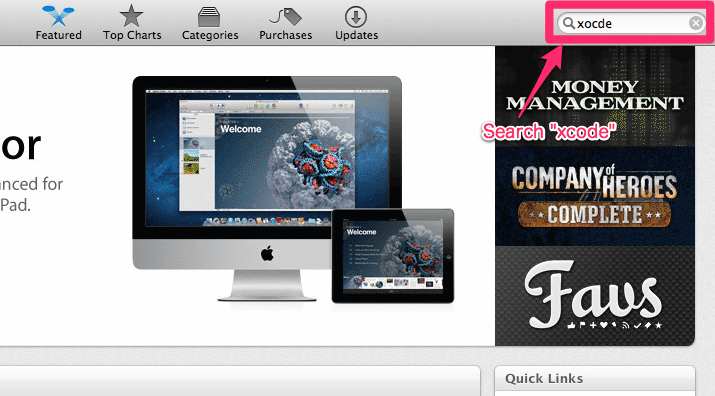 Featured
Top Charts
Categories
Purchases
Updates
xocde
Search "xcode"
or
anced for
Pad.
Welcome
Welcome
MONEY
MANAGEMENT
COMPANY of
HEROES
COMPLETE
Favs
Quick Links